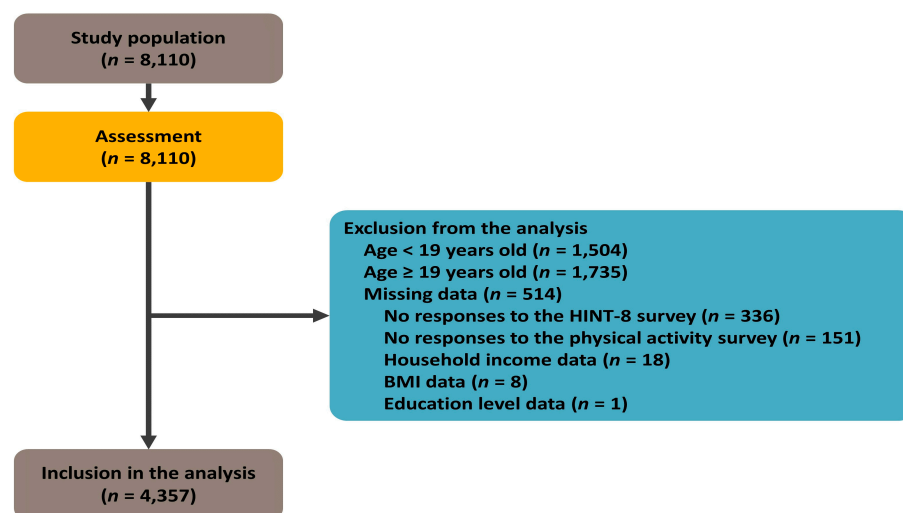 Study population
(n = 8,110)
Assessment
(n = 8,110)
Exclusion from the analysis
Age < 19 years old (n = 1,504)
Age ≥ 19 years old (n = 1,735)
Missing data (n = 514)
No responses to the HINT-8 survey (n = 336)
No responses to the physical activity survey (n = 151)
Household income data (n = 18)
BMI data (n = 8)
Education level data (n = 1)
Inclusion in the analysis
(n = 4,357)